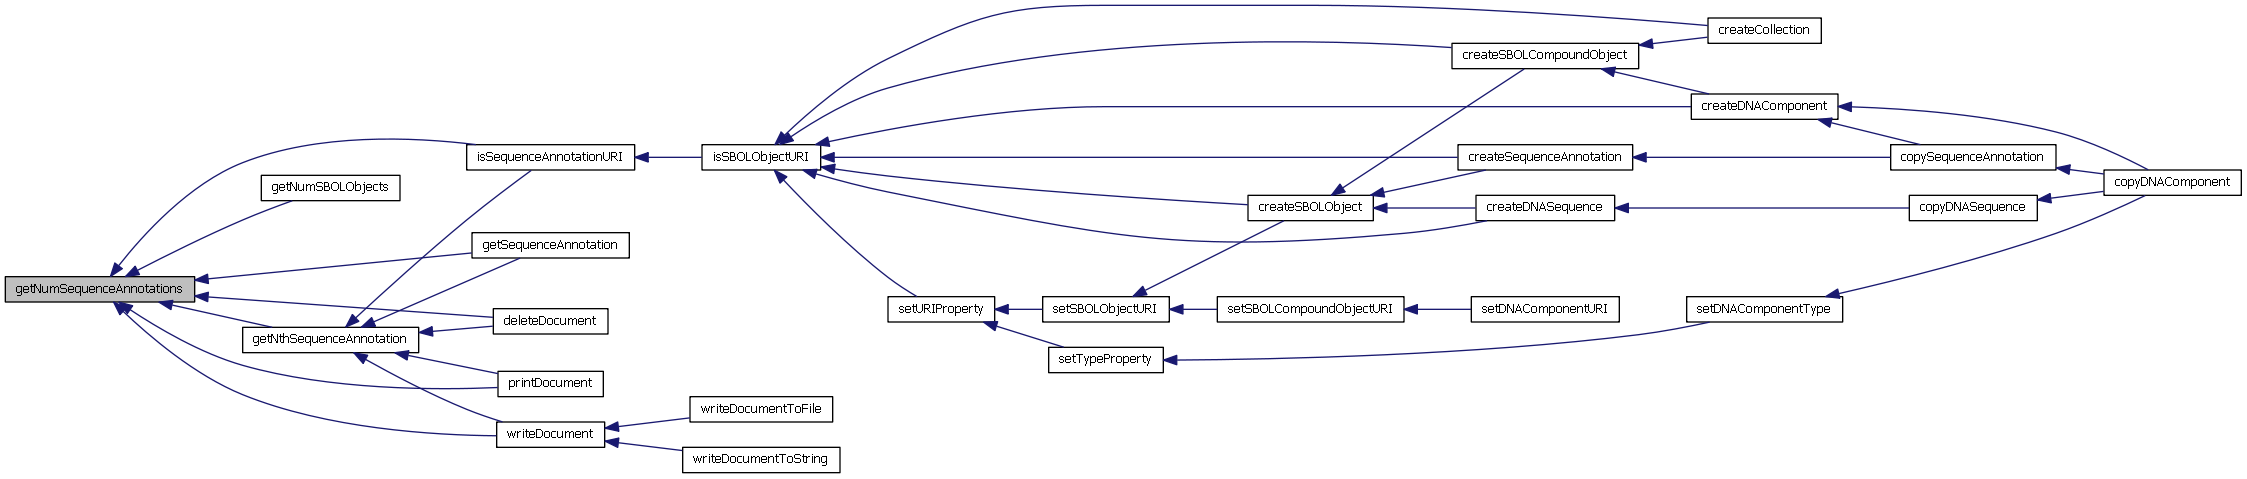 createCollection
createSBOLCompoundObject
createDNAComponent
isSequenceAnnotationURI
isSBOLObjectURI
createSequenceAnnotation
copySequenceAnnotation
getNumSBOLObjects
copyDNAComponent
createSBOLObject
createDNASequence
copyDNASequence
getSequenceAnnotation
getNumSequenceAnnotations
setURIProperty
setSBOLObjectURI
setSBOLCompoundObjectURI
setDNAComponentURI
setDNAComponentType
deleteDocument
getNthSequenceAnnotation
setTypeProperty
printDocument
writeDocumentToFile
writeDocument
writeDocumentToString